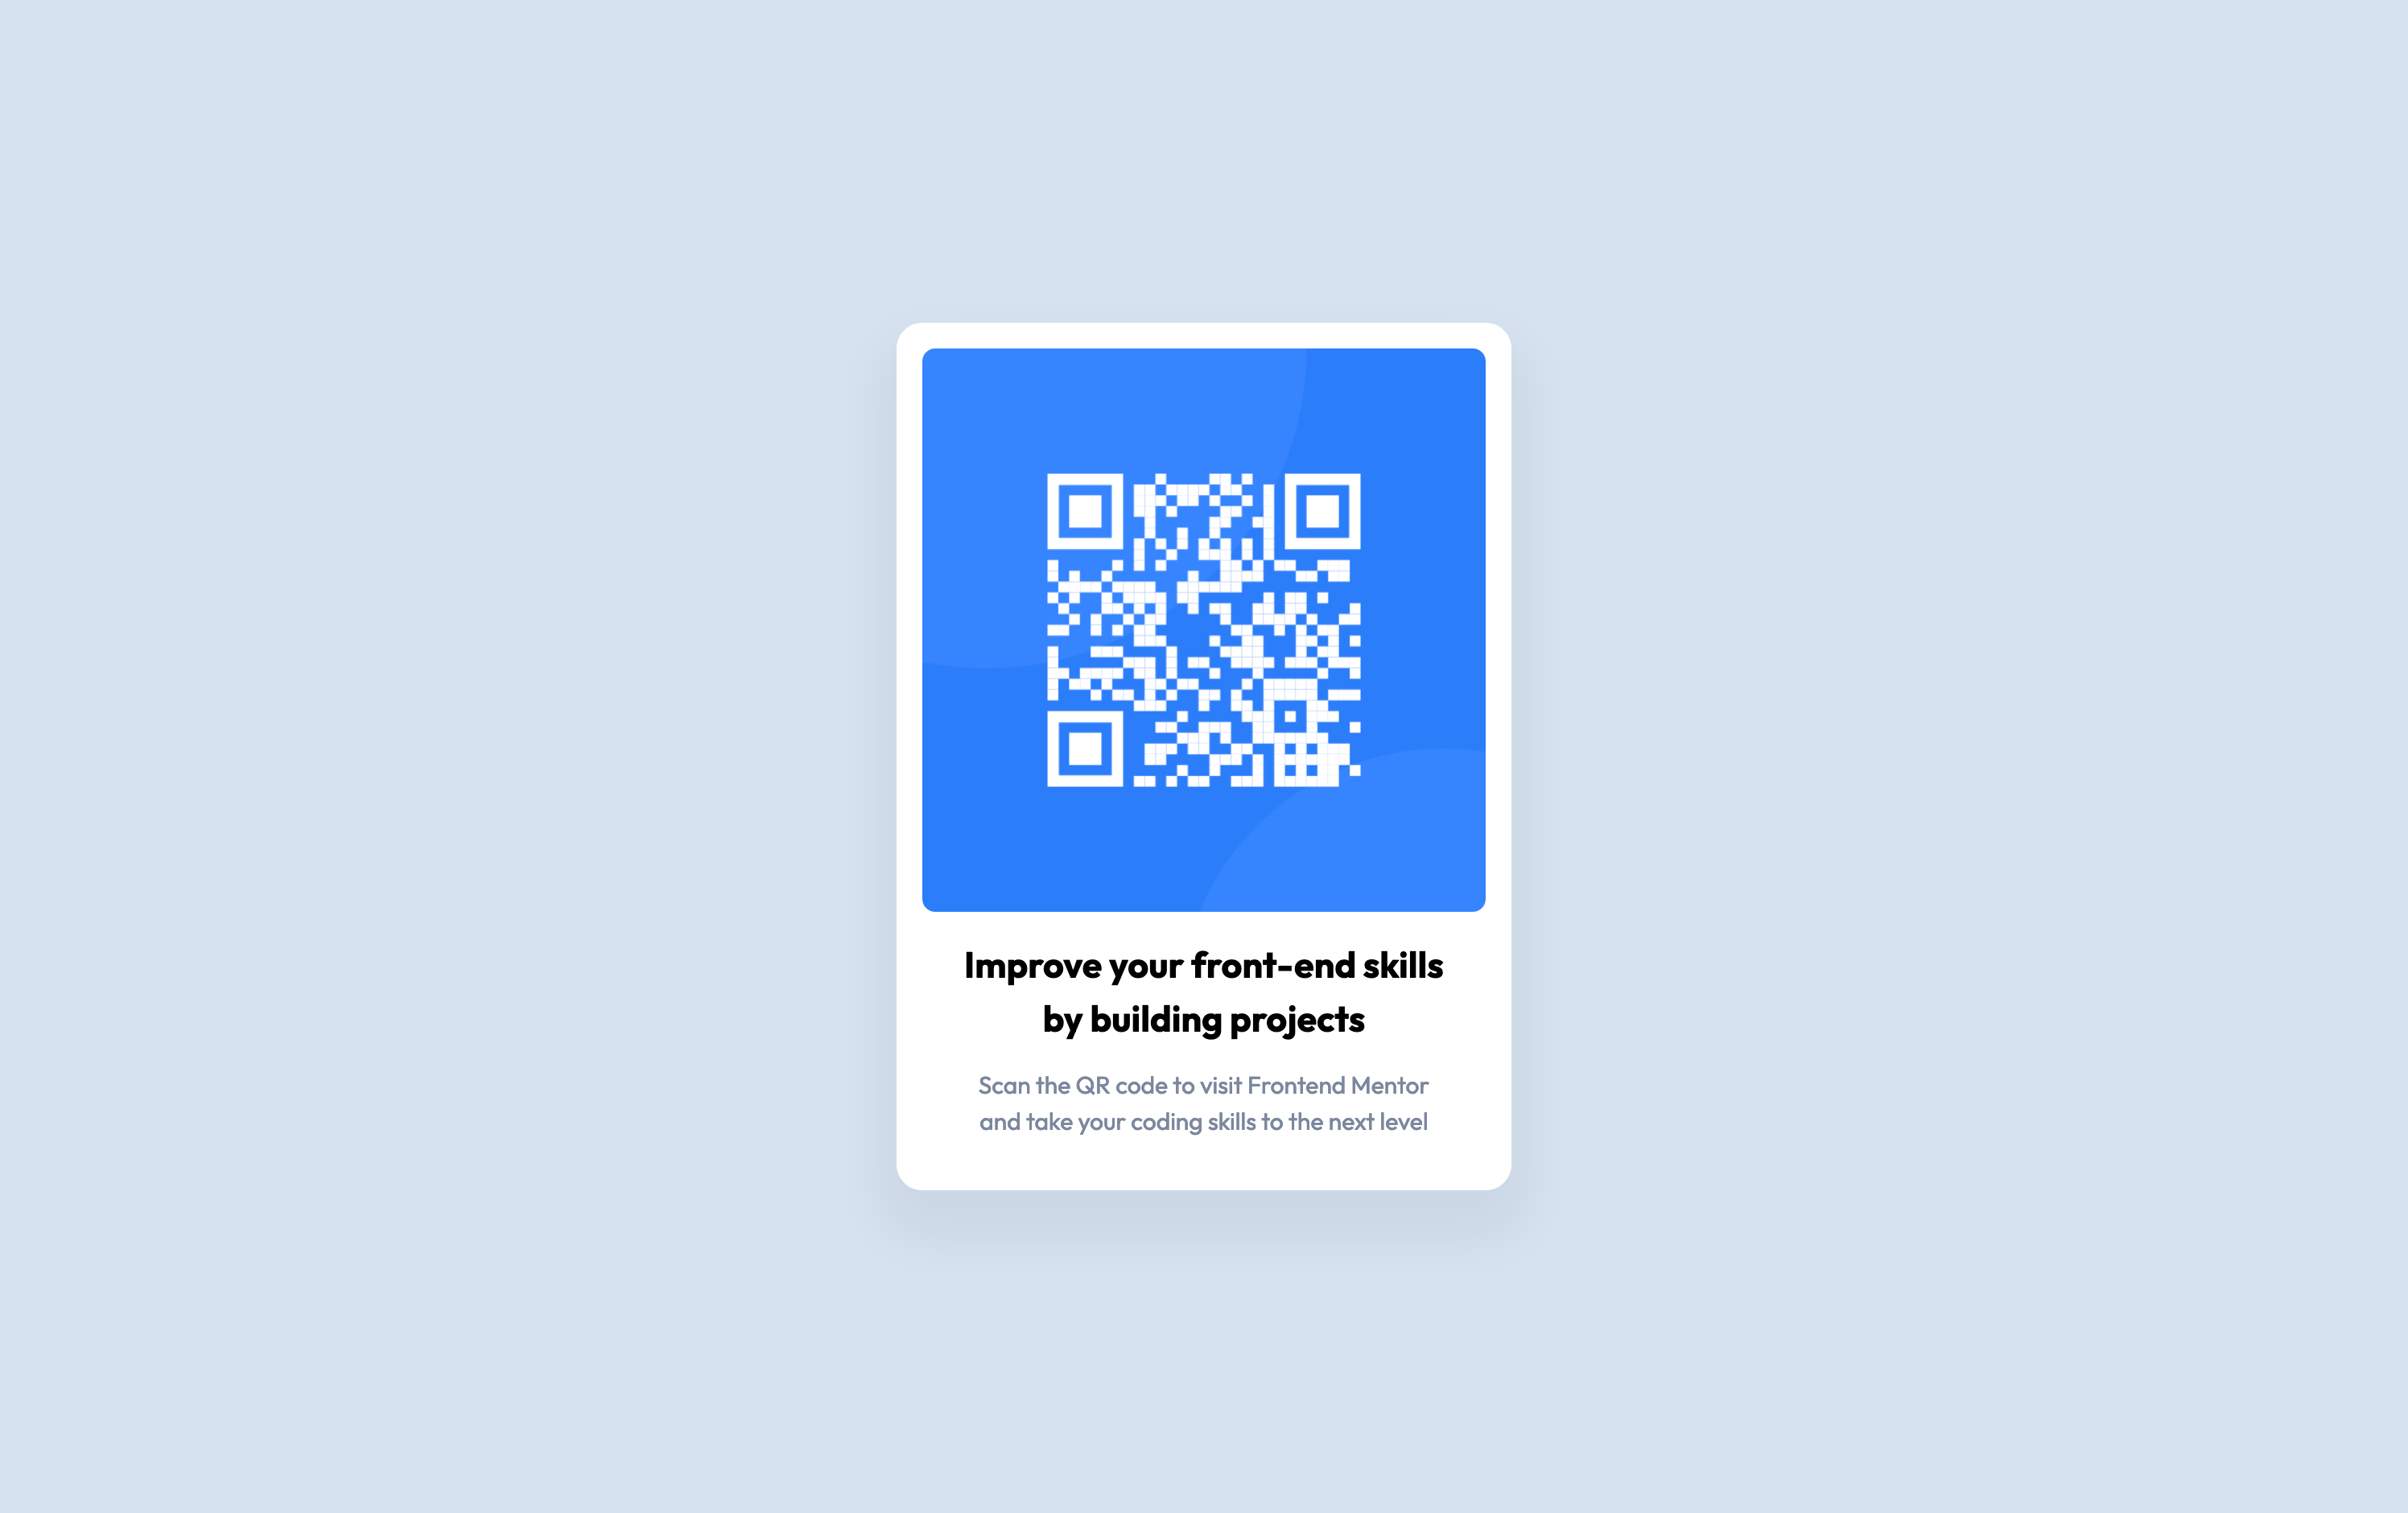 Improve your front-end skills
by building projects
Scan the QR code to visit Frontend Mentor
and take your coding skills to the next level